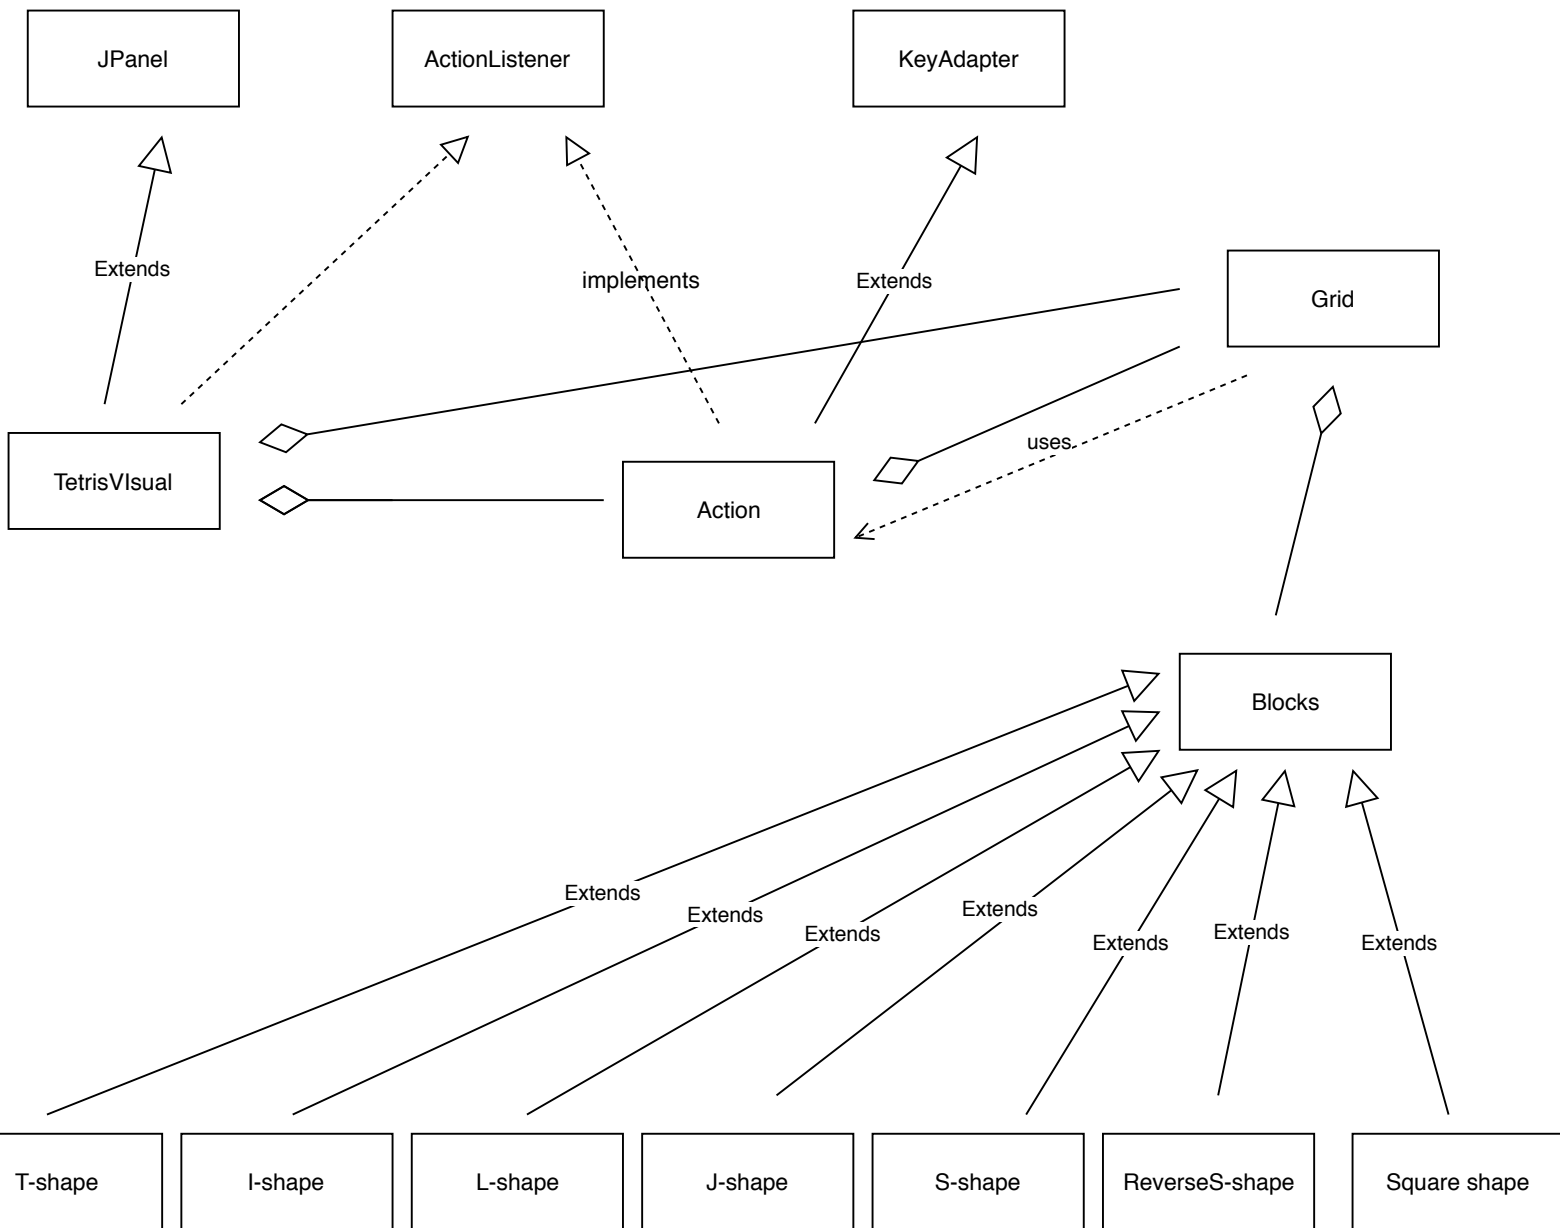 JPanel
ActionListener
KeyAdapter
Extends
implements
Extends
Grid
uses
TetrisVIsual
Action
Blocks
Extends
Extends
Extends
Extends
Extends
Extends
Extends
T-shape
I-shape
L-shape
J-shape
S-shape
ReverseS-shape
Square shape